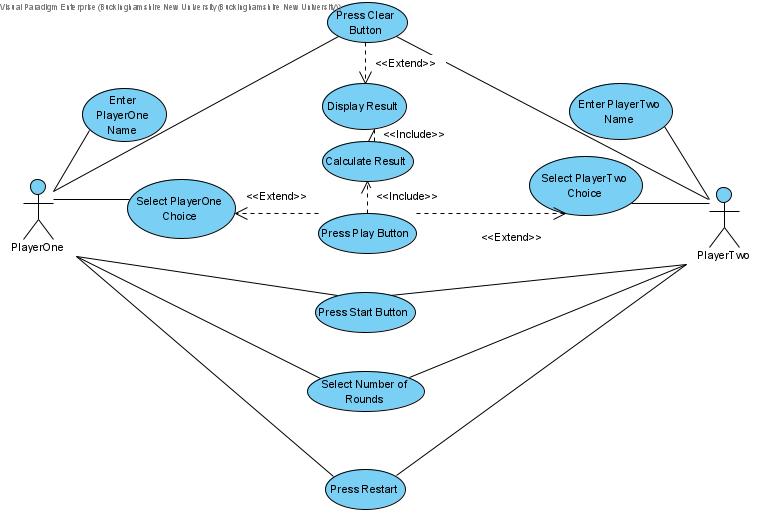 Visual Paradigm Enterprise (Buckinghamshire New University(Buckinghamshire New University))
Press Clear
Button
<<Extend>>
Enter
PlayerOne
Name
Display Result
Enter PlayerTwo
Name
<<Include>>
Calculate Result
Select PlayerOne
Choice
<<Extend>>
<<Include>>
Select PlayerTwo
Choice
Press Play Button
<<Extend>>
PlayerOne
PlayerTwo
Press Start Button
Select Number of
Rounds
Press Restart